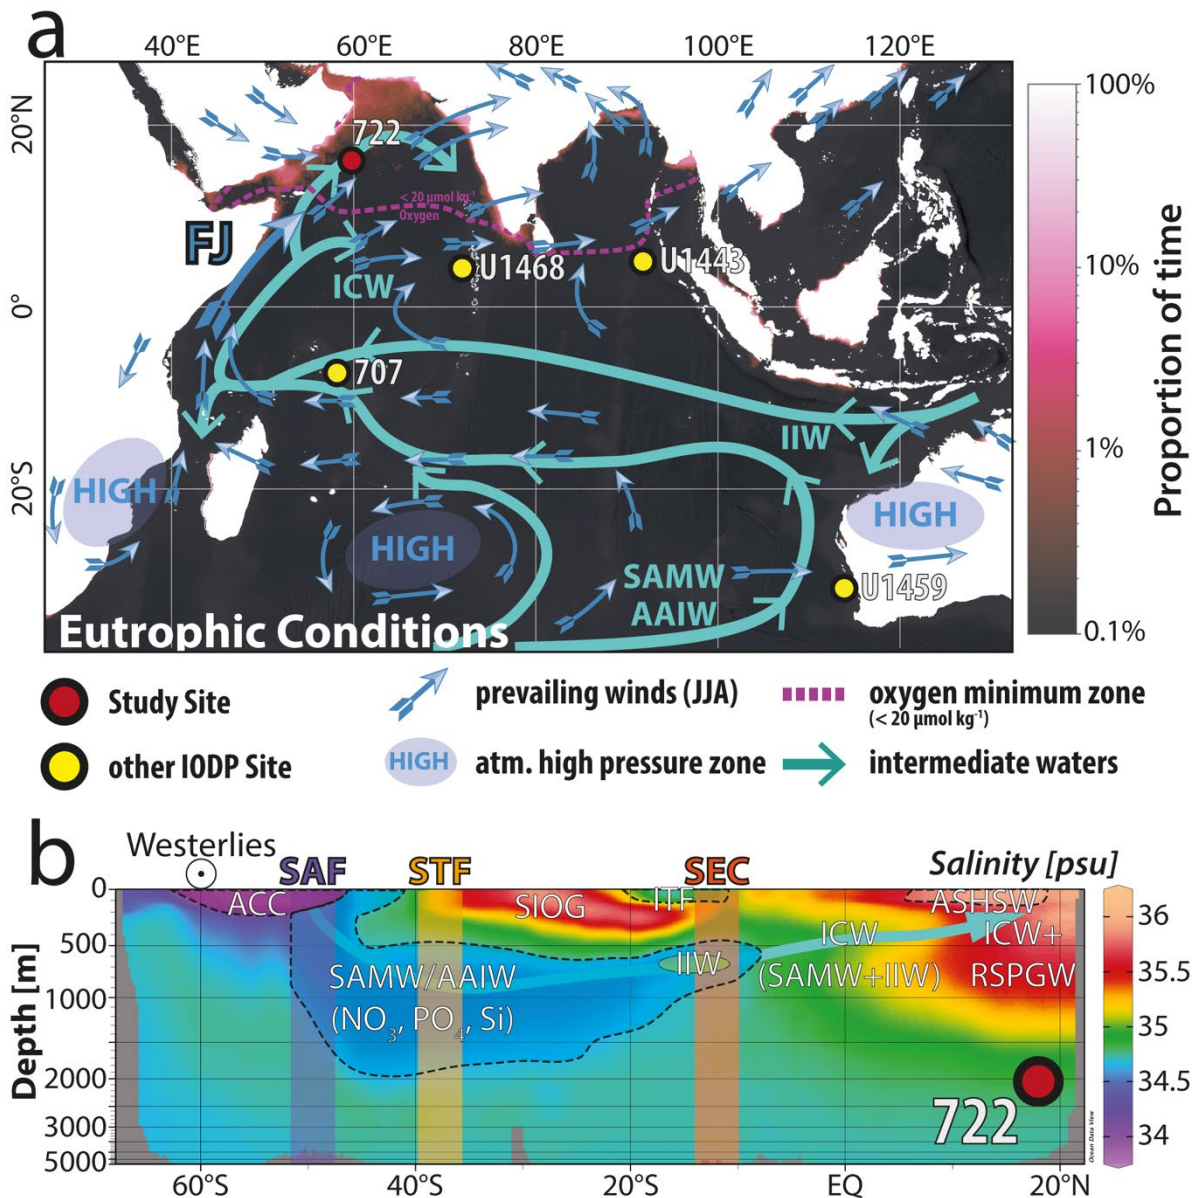 a
40°E 60°E 80°E 100°E 120°E
20°N
0°
20°S
722
< 20 µmol kg⁻¹
Oxygen
FJ
U1468
U1443
ICW
707
IIW
HIGH
HIGH
HIGH
SAMW
AAIW
U1459
Eutrophic Conditions
100%
10%
1%
0.1%
Proportion of time
Study Site
prevailing winds (JJA)
oxygen minimum zone
(< 20 µmol kg⁻¹)
other IODP Site
HIGH
atm. high pressure zone
intermediate waters
b
Westerlies
SAF
STF
SEC
Salinity [psu]
ACC
SIOG
ITF
ASHSW
ICW
ICW+
IIW
SAMW/AAIW
(SAMW+IIW)
RSPGW
(NO₃, PO₄, Si)
722
Ocean Data View
Depth [m]
0
500
1000
2000
3000
5000
60°S 40°S 20°S EQ 20°N
36
35.5
35
34.5
34